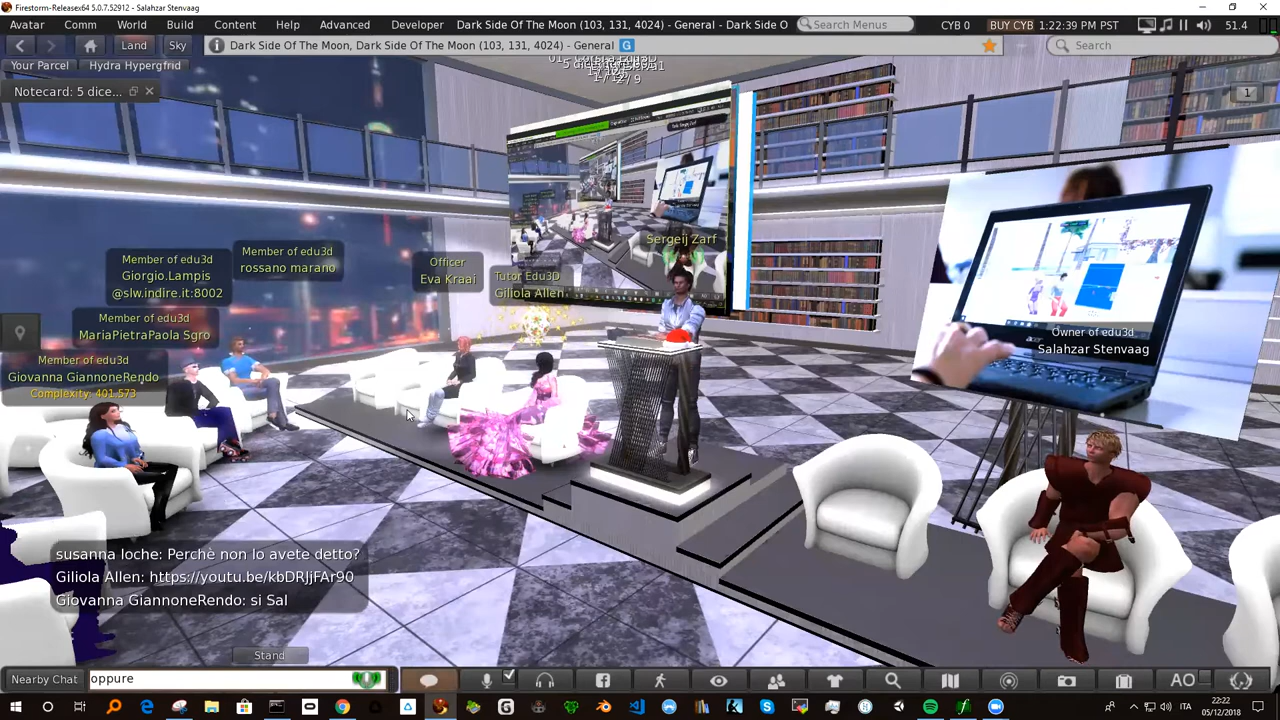 Firestorm-Releasex64 5.0.7.52912 - Salahzar Stenvaag
Avatar Comm World Build Content Help Advanced Developer Dark Side Of The Moon (103, 131, 4024) - General - Dark Side O Search Menus CYB 0 BUY CYB 1:22:39 PM PST 51.4
Land Sky Dark Side Of The Moon, Dark Side Of The Moon (103, 131, 4024) - General G Search
Your Parcel Hydra Hypergfrid
Notecard: 5 dice...
1
Sergeij Zarf
Member of edu3d
Giorgio.Lampis
@slw.indire.it:8002
Member of edu3d
rossano marano
Officer
Eva Kraai
Tutor Edu3D
Giliola Allen
Member of edu3d
MariaPietraPaola Sgro
Member of edu3d
Giovanna GiannoneRendo
Complexity: 401.573
Owner of edu3d
Salahzar Stenvaag
acer
susanna loche: Perchè non lo avete detto?
Giliola Allen: https://youtu.be/kbDRJjFAr90
Giovanna GiannoneRendo: si Sal
Stand
Nearby Chat oppure
AO
ITA
22:22
05/12/2018